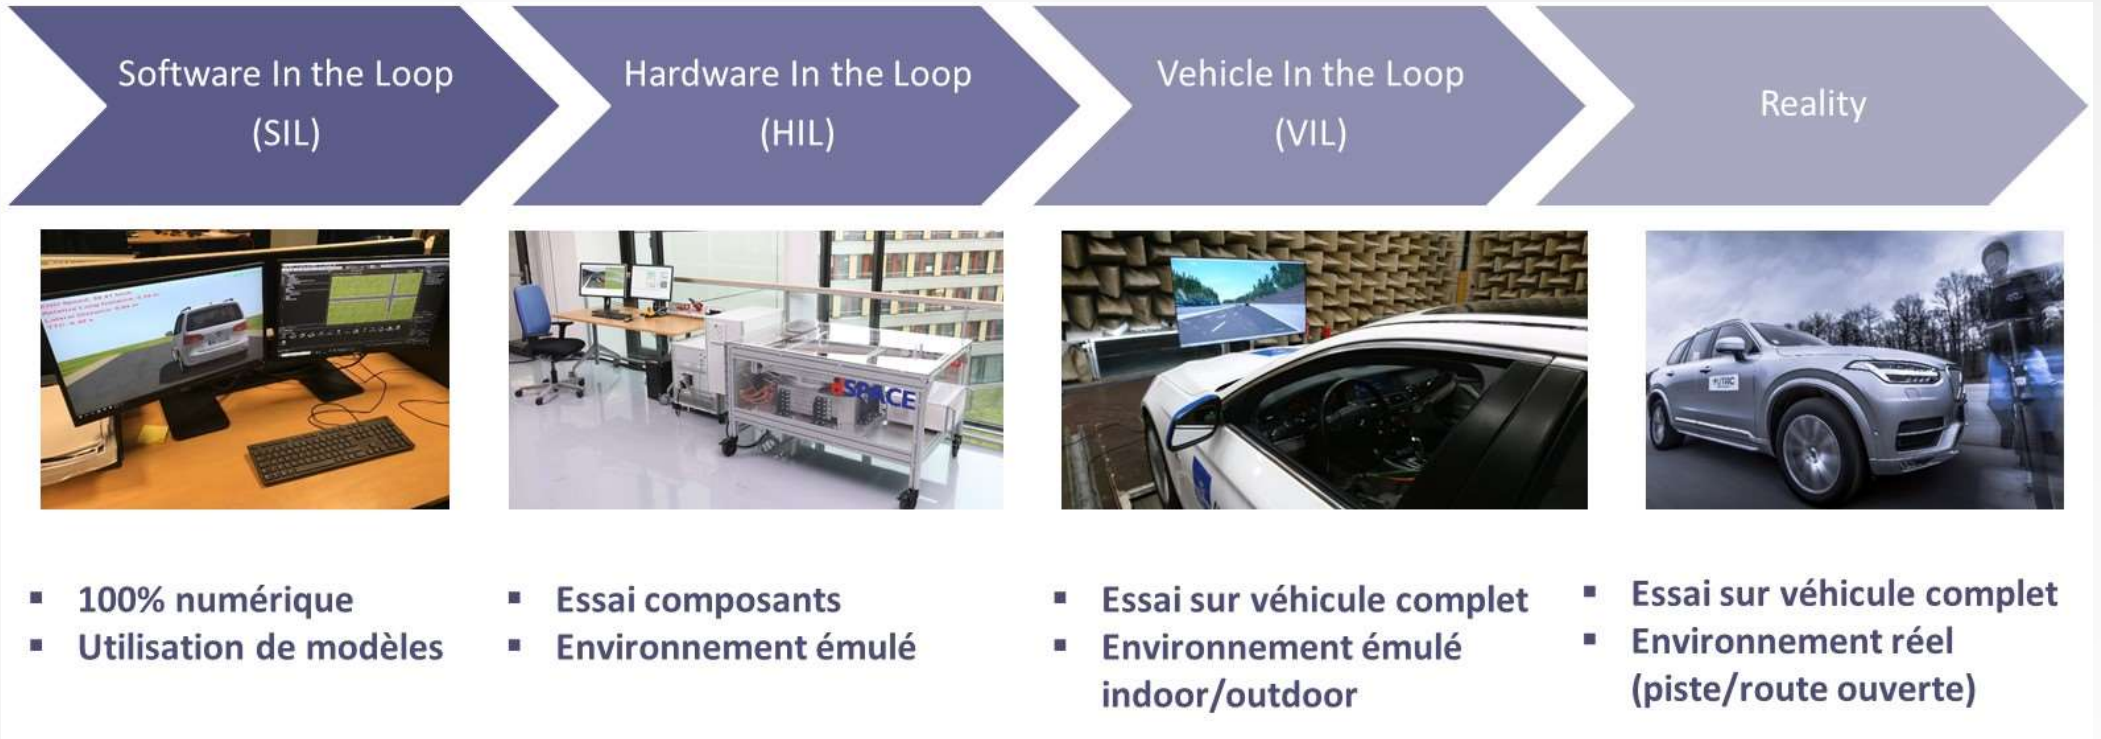 Software In the Loop
(SIL)
Hardware In the Loop
(HIL)
Vehicle In the Loop
(VIL)
Reality
dSPACE
UTAC
▪ 100% numérique
▪ Utilisation de modèles
▪ Essai composants
▪ Environnement émulé
▪ Essai sur véhicule complet
▪ Environnement émulé
indoor/outdoor
▪ Essai sur véhicule complet
▪ Environnement réel
(piste/route ouverte)